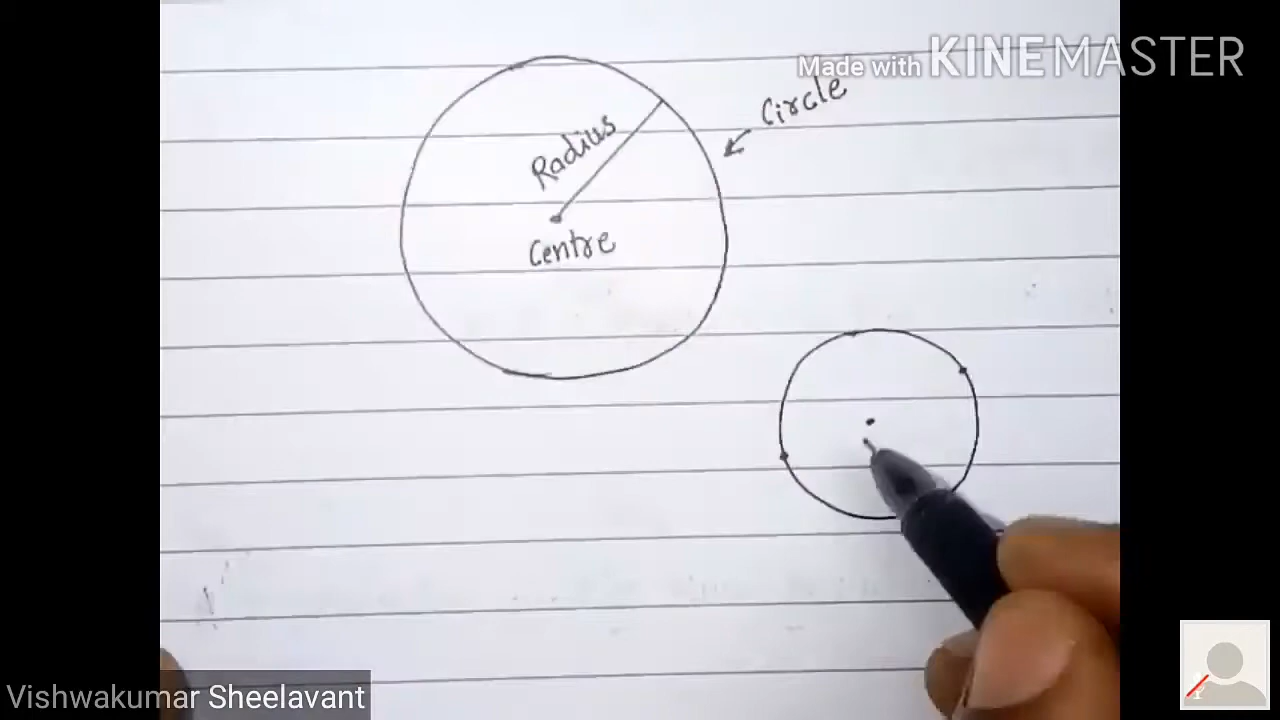 Made with KINEMASTER
Circle
Radius
Centre
Vishwakumar Sheelavant